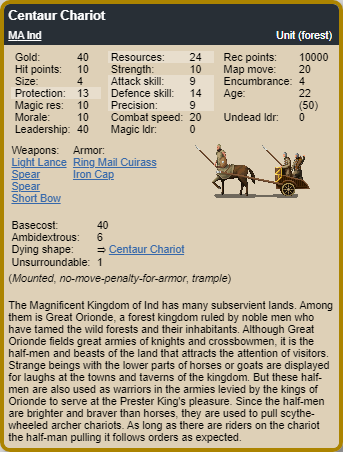 Centaur Chariot
MA Ind Unit (forest)
Gold: 40 Resources: 24 Rec points: 10000
Hit points: 10 Strength: 10 Map move: 20
Size: 4 Attack skill: 9 Encumbrance: 4
Protection: 13 Defence skill: 14 Age: 22
Magic res: 10 Precision: 9 (50)
Morale: 10 Combat speed: 20 Undead ldr: 0
Leadership: 40 Magic ldr: 0
Weapons: Armor:
Light Lance Ring Mail Cuirass
Spear Iron Cap
Spear
Short Bow
Basecost: 40
Ambidextrous: 6
Dying shape: ⇒ Centaur Chariot
Unsurroundable: 1
(Mounted, no-move-penalty-for-armor, trample)
The Magnificent Kingdom of Ind has many subservient lands. Among
them is Great Orionde, a forest kingdom ruled by noble men who
have tamed the wild forests and their inhabitants. Although Great
Orionde fields great armies of knights and crossbowmen, it is the
half-men and beasts of the land that attracts the attention of visitors.
Strange beings with the lower parts of horses or goats are displayed
for laughs at the towns and taverns of the kingdom. But these half-
men are also used as warriors in the armies levied by the kings of
Orionde to serve at the Prester King's pleasure. Since the half-men
are brighter and braver than horses, they are used to pull scythe-
wheeled archer chariots. As long as there are riders on the chariot
the half-man pulling it follows orders as expected.